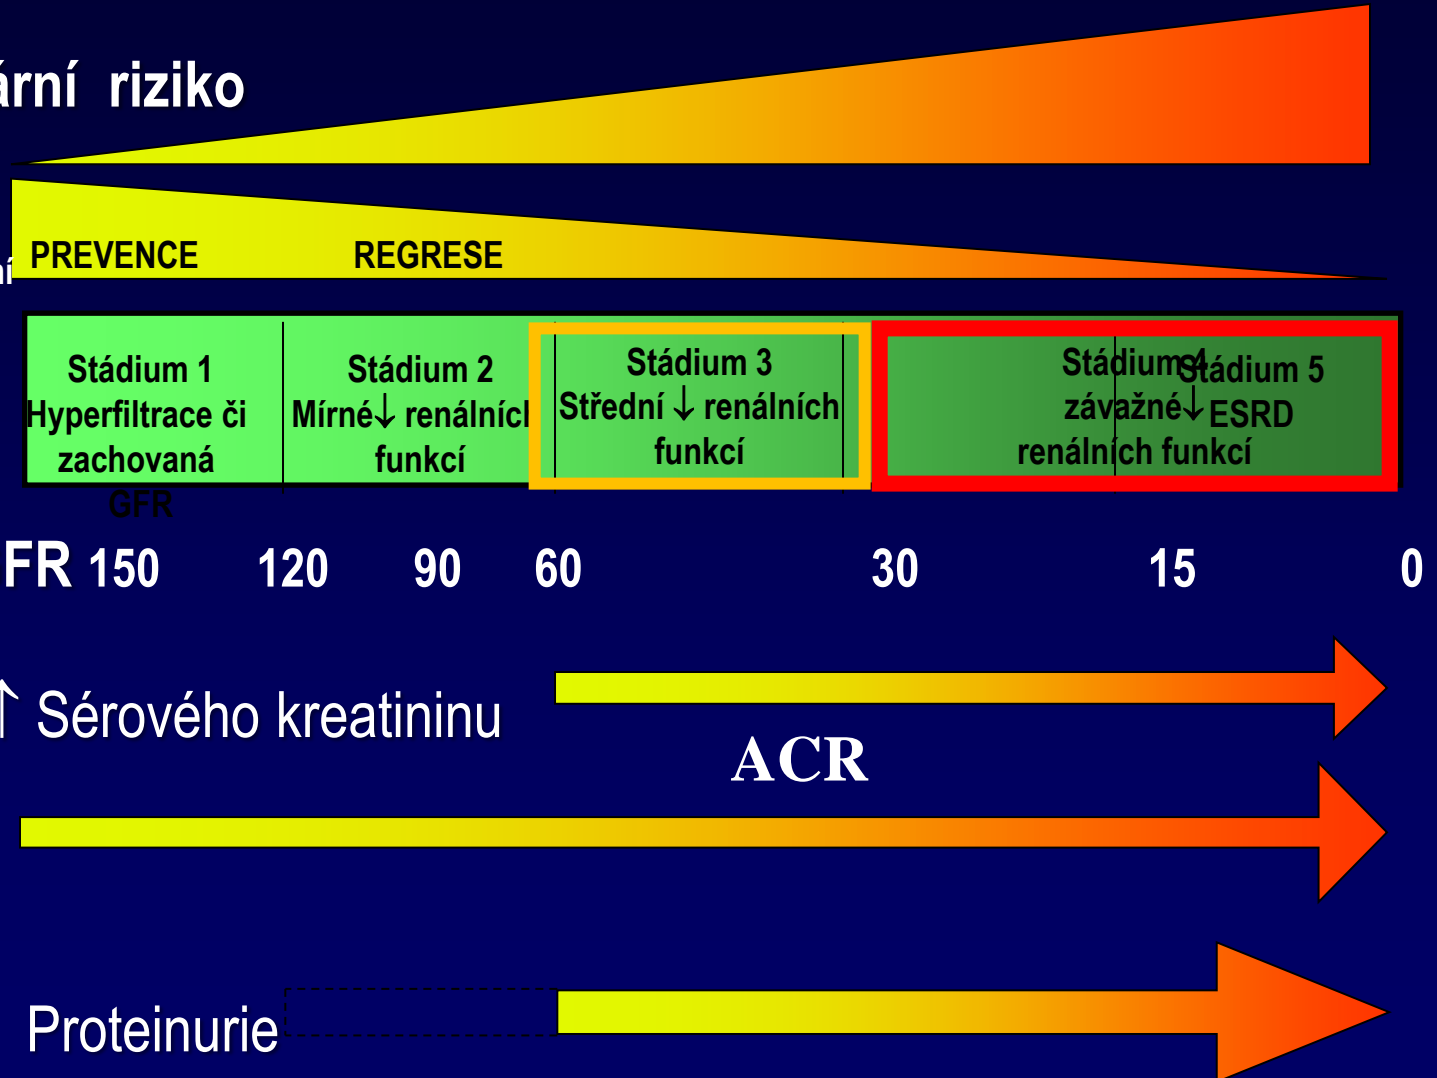 ární riziko
PREVENCE REGRESE
ní
Stádium 1
Hyperfiltrace či
zachovaná
GFR
Stádium 2
Mírné↓ renálních
funkcí
Stádium 3
Střední ↓ renálních
funkcí
Stádium 4
závažné↓
renálních funkcí
Stádium 5
ESRD
FR 150 120 90 60 30 15 0
↑ Sérového kreatininu
ACR
Proteinurie